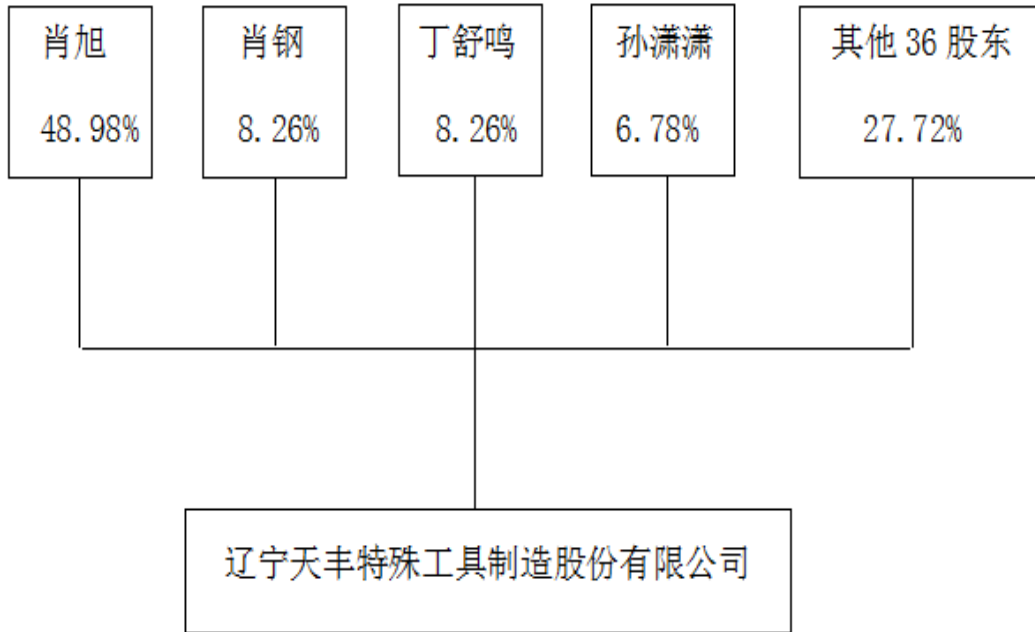 肖旭
48.98%
肖钢
8.26%
丁舒鸣
8.26%
孙潇潇
6.78%
其他 36 股东
27.72%
辽宁天丰特殊工具制造股份有限公司